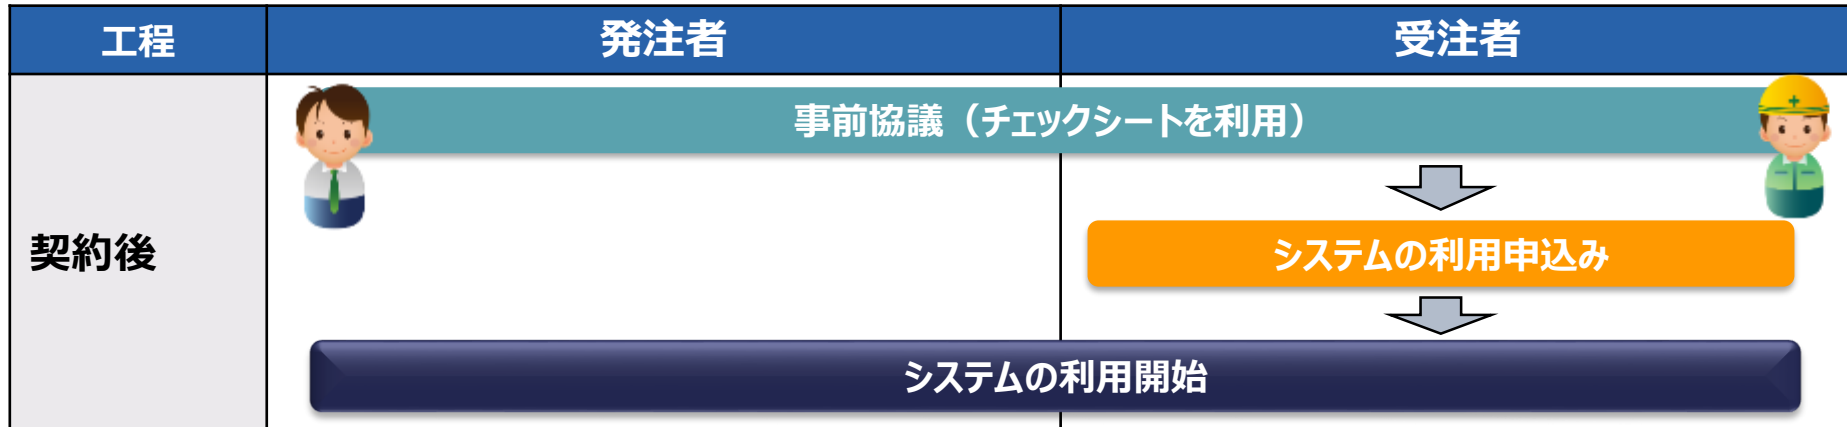 工程
発注者
受注者
事前協議（チェックシートを利用）
契約後
システムの利用申込み
システムの利用開始